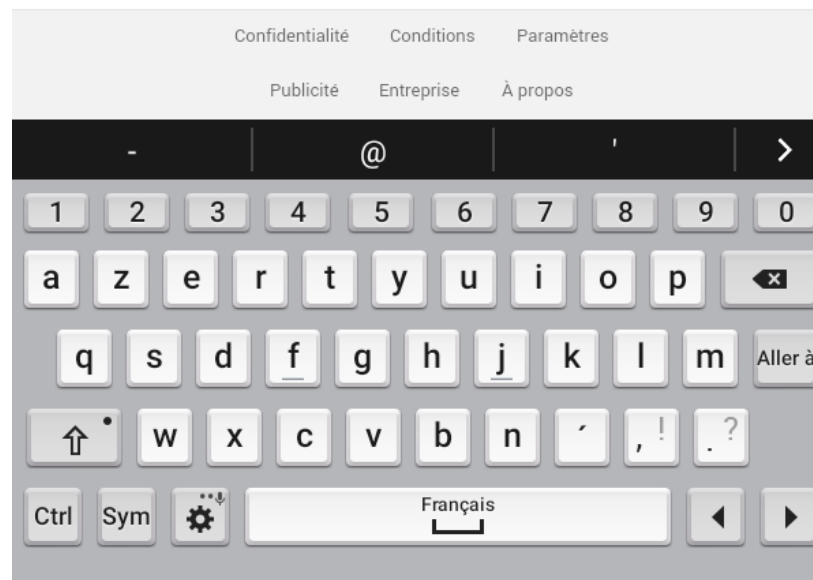 Confidentialité Conditions Paramètres
Publicité Entreprise À propos
- @ '
1 2 3 4 5 6 7 8 9 0
a z e r t y u i o p
q s d f g h j k l m Aller à
w x c v b n ´ , ! . ?
Ctrl Sym Français